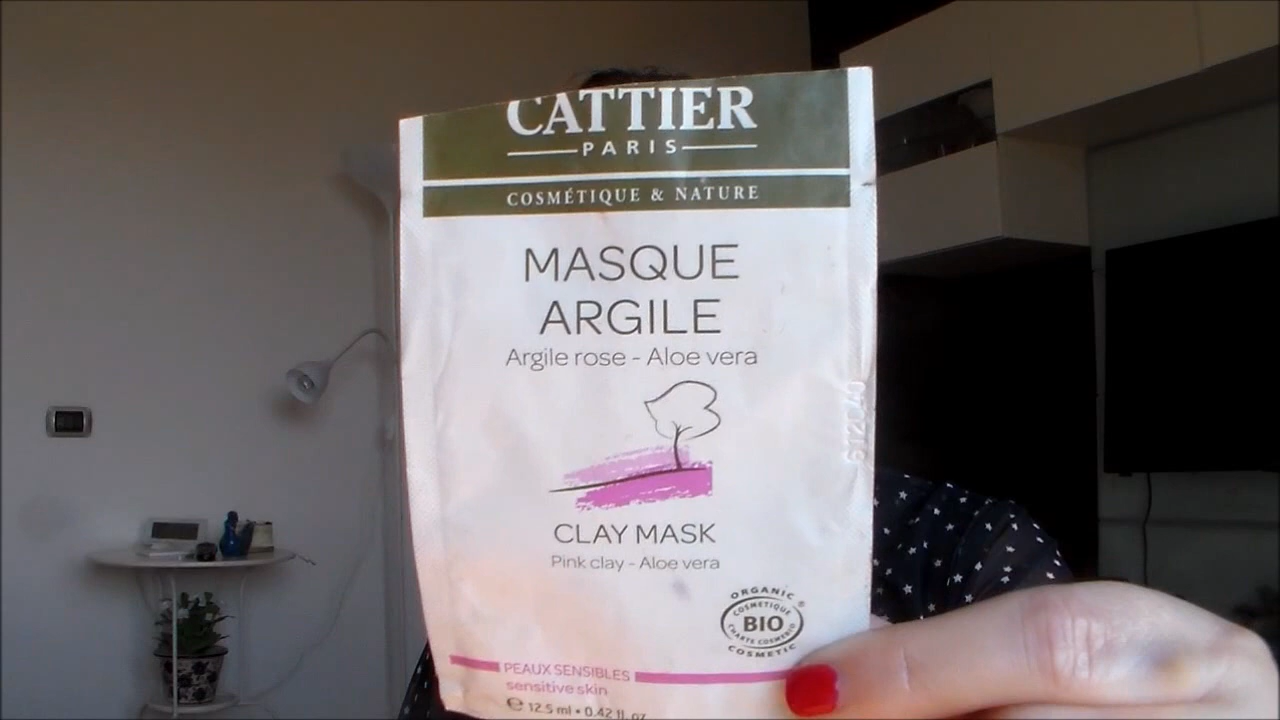 CATTIER
PARIS
COSMÉTIQUE & NATURE
MASQUE
ARGILE
Argile rose - Aloe vera
CLAY MASK
Pink clay - Aloe vera
ORGANIC
COSMETIQUE
BIO
CHARTE COSMEBIO
COSMETIC
PEAUX SENSIBLES
sensitive skin
℮ 12.5 ml • 0.42 fl. oz